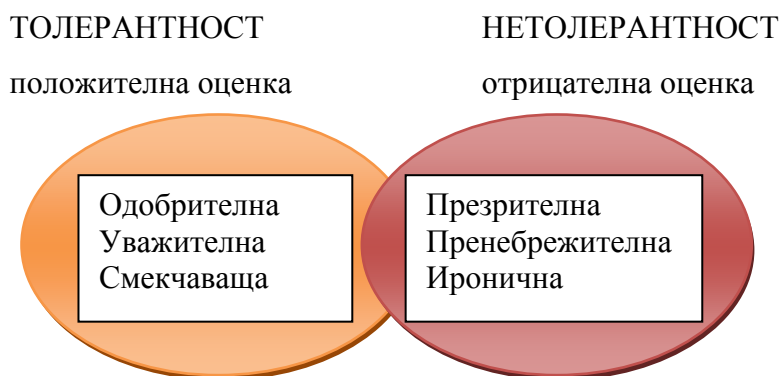 ТОЛЕРАНТНОСТ
положителна оценка
НЕТОЛЕРАНТНОСТ
отрицателна оценка
Одобрителна
Уважителна
Смекчаваща
Презрителна
Пренебрежителна
Иронична